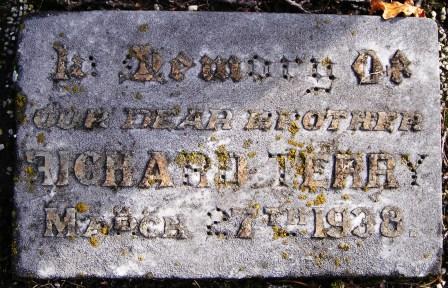 In Memory Of
OUR DEAR BROTHER
RICHARD TERRY
MARCH 27TH 1938.